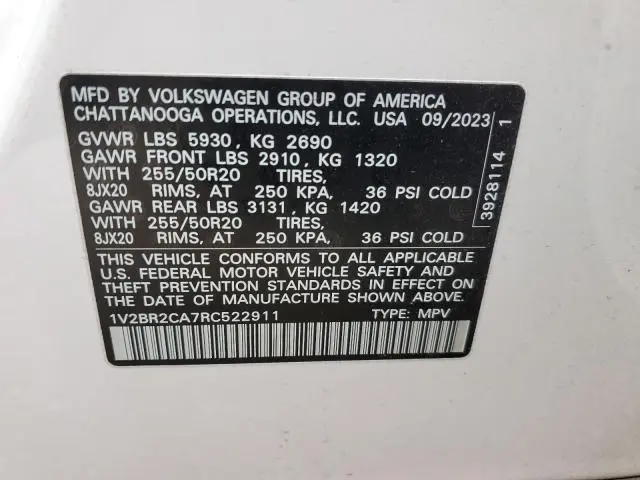 MFD BY VOLKSWAGEN GROUP OF AMERICA
CHATTANOOGA OPERATIONS, LLC. USA 09/2023
GVWR LBS 5930, KG 2690
GAWR FRONT LBS 2910, KG 1320
WITH 255/50R20 TIRES,
8JX20 RIMS, AT 250 KPA, 36 PSI COLD
GAWR REAR LBS 3131, KG 1420
WITH 255/50R20 TIRES,
8JX20 RIMS, AT 250 KPA, 36 PSI COLD
THIS VEHICLE CONFORMS TO ALL APPLICABLE
U.S. FEDERAL MOTOR VEHICLE SAFETY AND
THEFT PREVENTION STANDARDS IN EFFECT ON
THE DATE OF MANUFACTURE SHOWN ABOVE.
1V2BR2CA7RC522911 TYPE: MPV
3928114 1